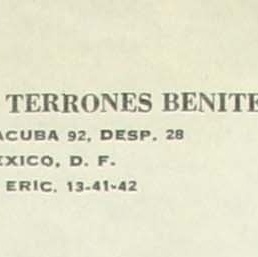 TERRONES BENITE
ACUBA 92, DESP. 28
EXICO, D. F.
ERIC. 13-41-42